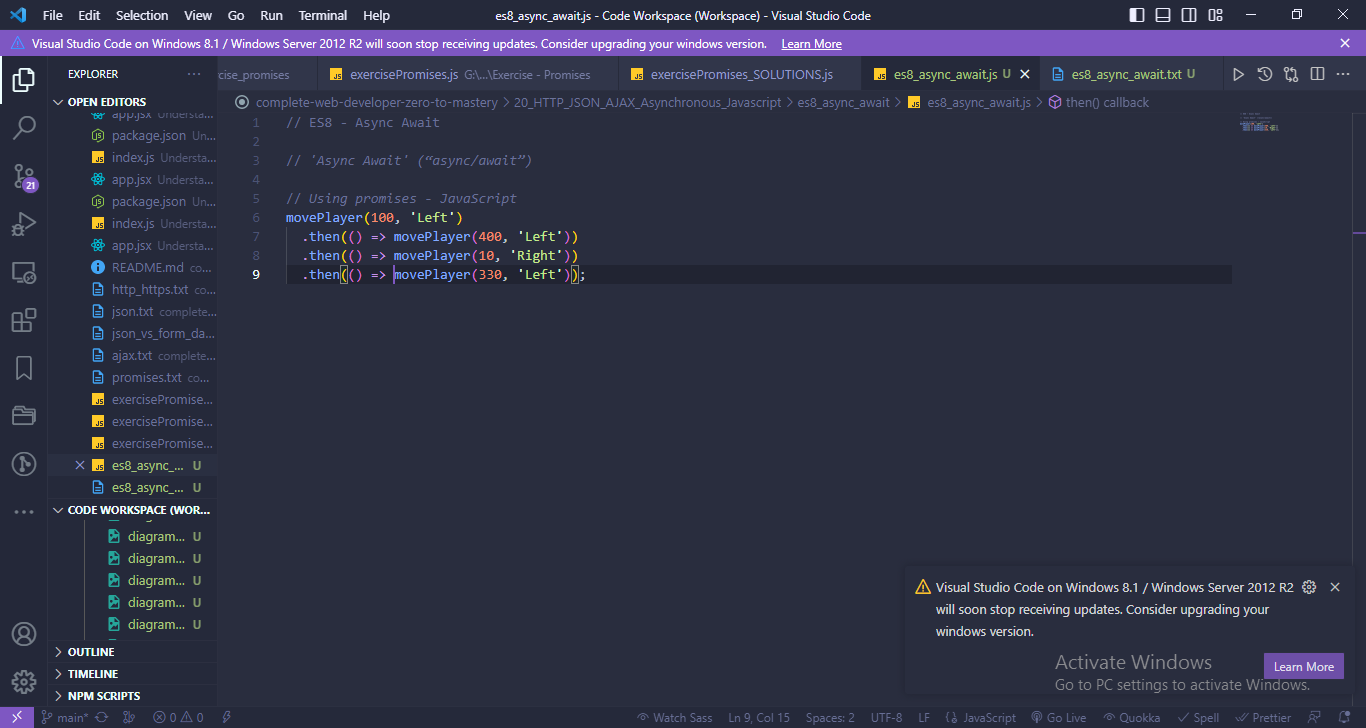 File Edit Selection View Go Run Terminal Help
es8_async_await.js - Code Workspace (Workspace) - Visual Studio Code
Visual Studio Code on Windows 8.1 / Windows Server 2012 R2 will soon stop receiving updates. Consider upgrading your windows version. Learn More
EXPLORER
cise_promises
exercisePromises.js G:\...\Exercise - Promises
exercisePromises_SOLUTIONS.js
es8_async_await.js U
es8_async_await.txt U
complete-web-developer-zero-to-mastery > 20_HTTP_JSON_AJAX_Asynchronous_Javascript > es8_async_await > es8_async_await.js > then() callback
OPEN EDITORS
app.jsx Understa...
package.json Un...
index.js Understa...
app.jsx Understa...
package.json Un...
index.js Understa...
app.jsx Understa...
README.md co...
http_https.txt co...
json.txt complete...
json_vs_form_da...
ajax.txt complete...
promises.txt co...
exercisePromise...
exercisePromise...
exercisePromise...
es8_async_... U
es8_async_... U
CODE WORKSPACE (WOR...
diagram... U
diagram... U
diagram... U
diagram... U
diagram... U
OUTLINE
TIMELINE
NPM SCRIPTS
1 // ES8 - Async Await
2
3 // 'Async Await' (“async/await”)
4
5 // Using promises - JavaScript
6 movePlayer(100, 'Left')
7 .then(() => movePlayer(400, 'Left'))
8 .then(() => movePlayer(10, 'Right'))
9 .then(() => movePlayer(330, 'Left'));
21
Visual Studio Code on Windows 8.1 / Windows Server 2012 R2
will soon stop receiving updates. Consider upgrading your
windows version.
Learn More
Activate Windows
Go to PC settings to activate Windows.
main* 0 0 Watch Sass Ln 9, Col 15 Spaces: 2 UTF-8 LF JavaScript Go Live Quokka Spell Prettier